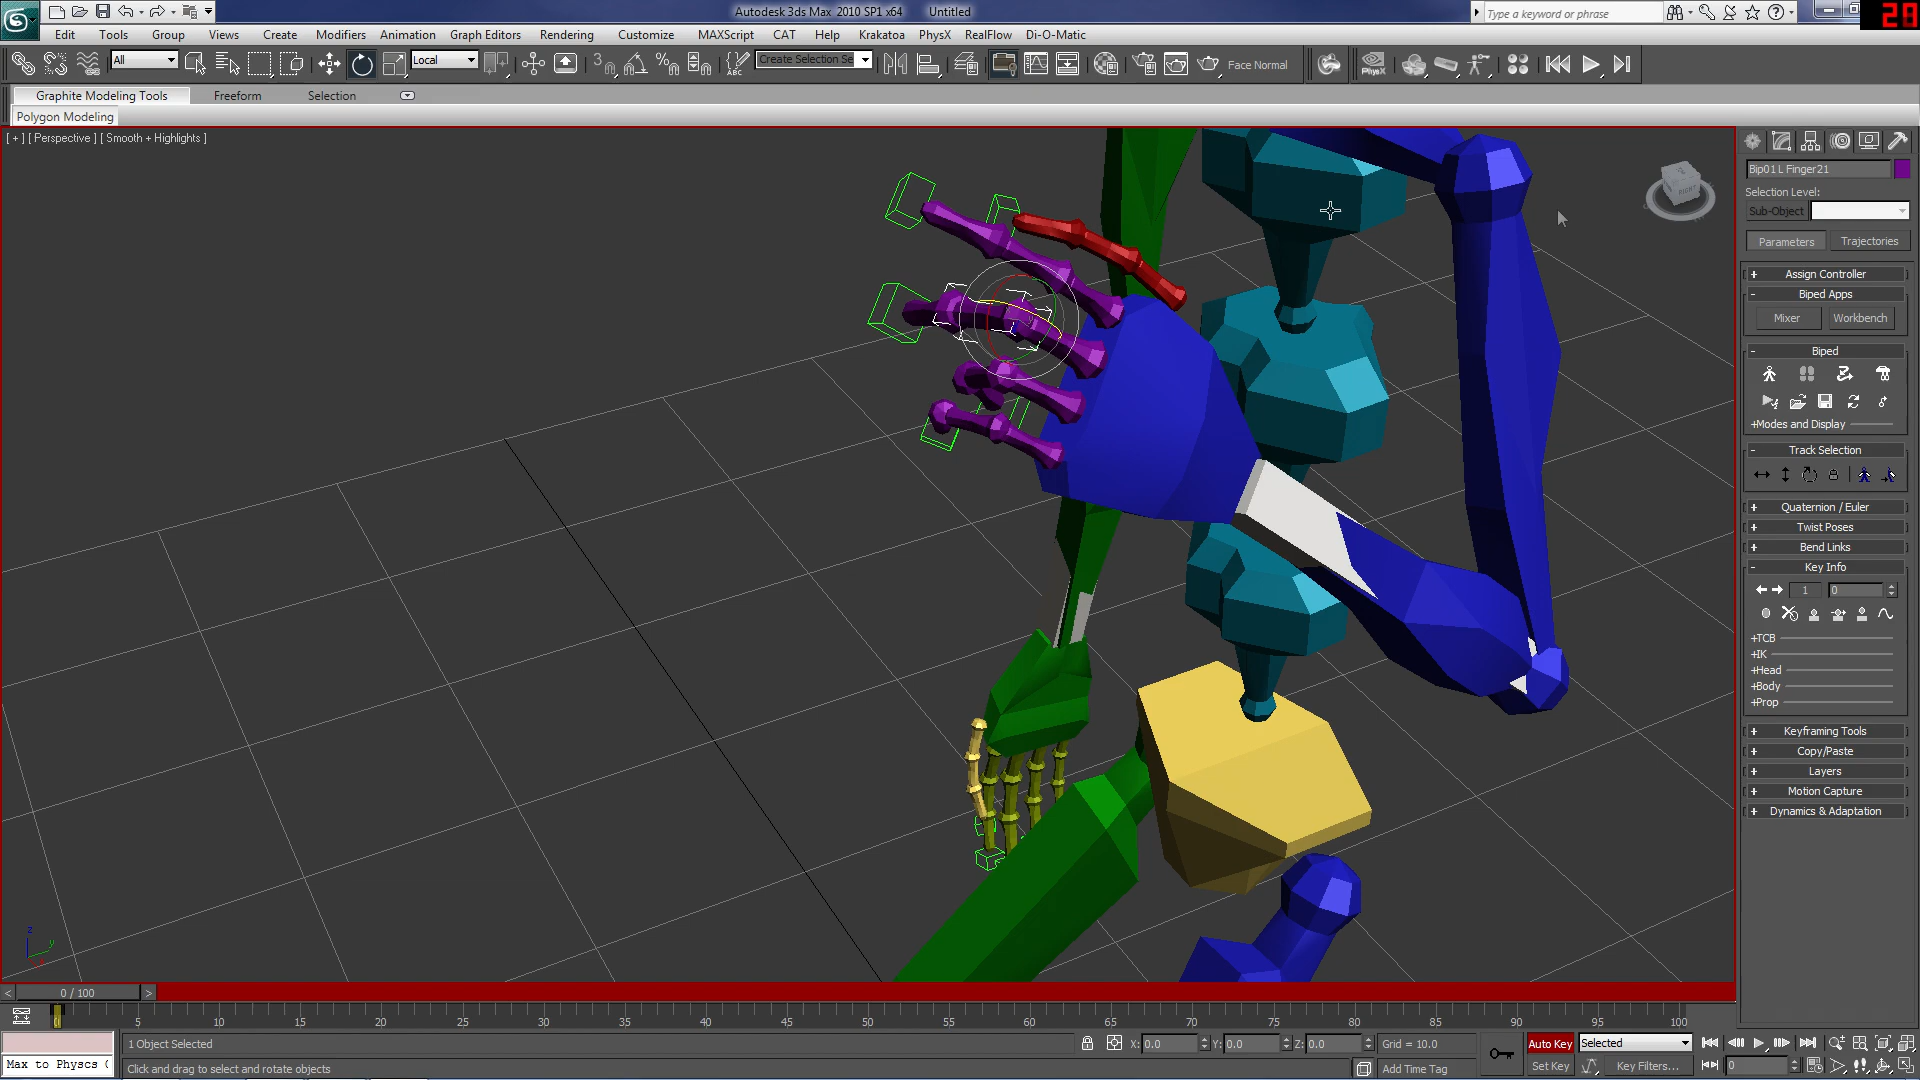 Autodesk 3ds Max 2010 SP1 x64 Untitled
Type a keyword or phrase
28
Edit Tools Group Views Create Modifiers Animation Graph Editors Rendering Customize MAXScript CAT Help Krakatoa PhysX RealFlow Di-O-Matic
All Local Create Selection Se Face Normal
Graphite Modeling Tools Freeform Selection
Polygon Modeling
[ + ] [ Perspective ] [ Smooth + Highlights ]
RIGHT
Bip01 L Finger21
Selection Level:
Sub-Object
Parameters Trajectories
+ Assign Controller
- Biped Apps
Mixer Workbench
- Biped
+Modes and Display
- Track Selection
+ Quaternion / Euler
+ Twist Poses
+ Bend Links
- Key Info
1 0
+TCB
+IK
+Head
+Body
+Prop
+ Keyframing Tools
+ Copy/Paste
+ Layers
+ Motion Capture
+ Dynamics & Adaptation
z
y
< 0 / 100 >
5 10 15 20 25 30 35 40 45 50 55 60 65 70 75 80 85 90 95 100
1 Object Selected X: 0.0 Y: 0.0 Z: 0.0 Grid = 10.0 Auto Key Selected
Max to Physcs ( Click and drag to select and rotate objects Add Time Tag Set Key Key Filters... 0